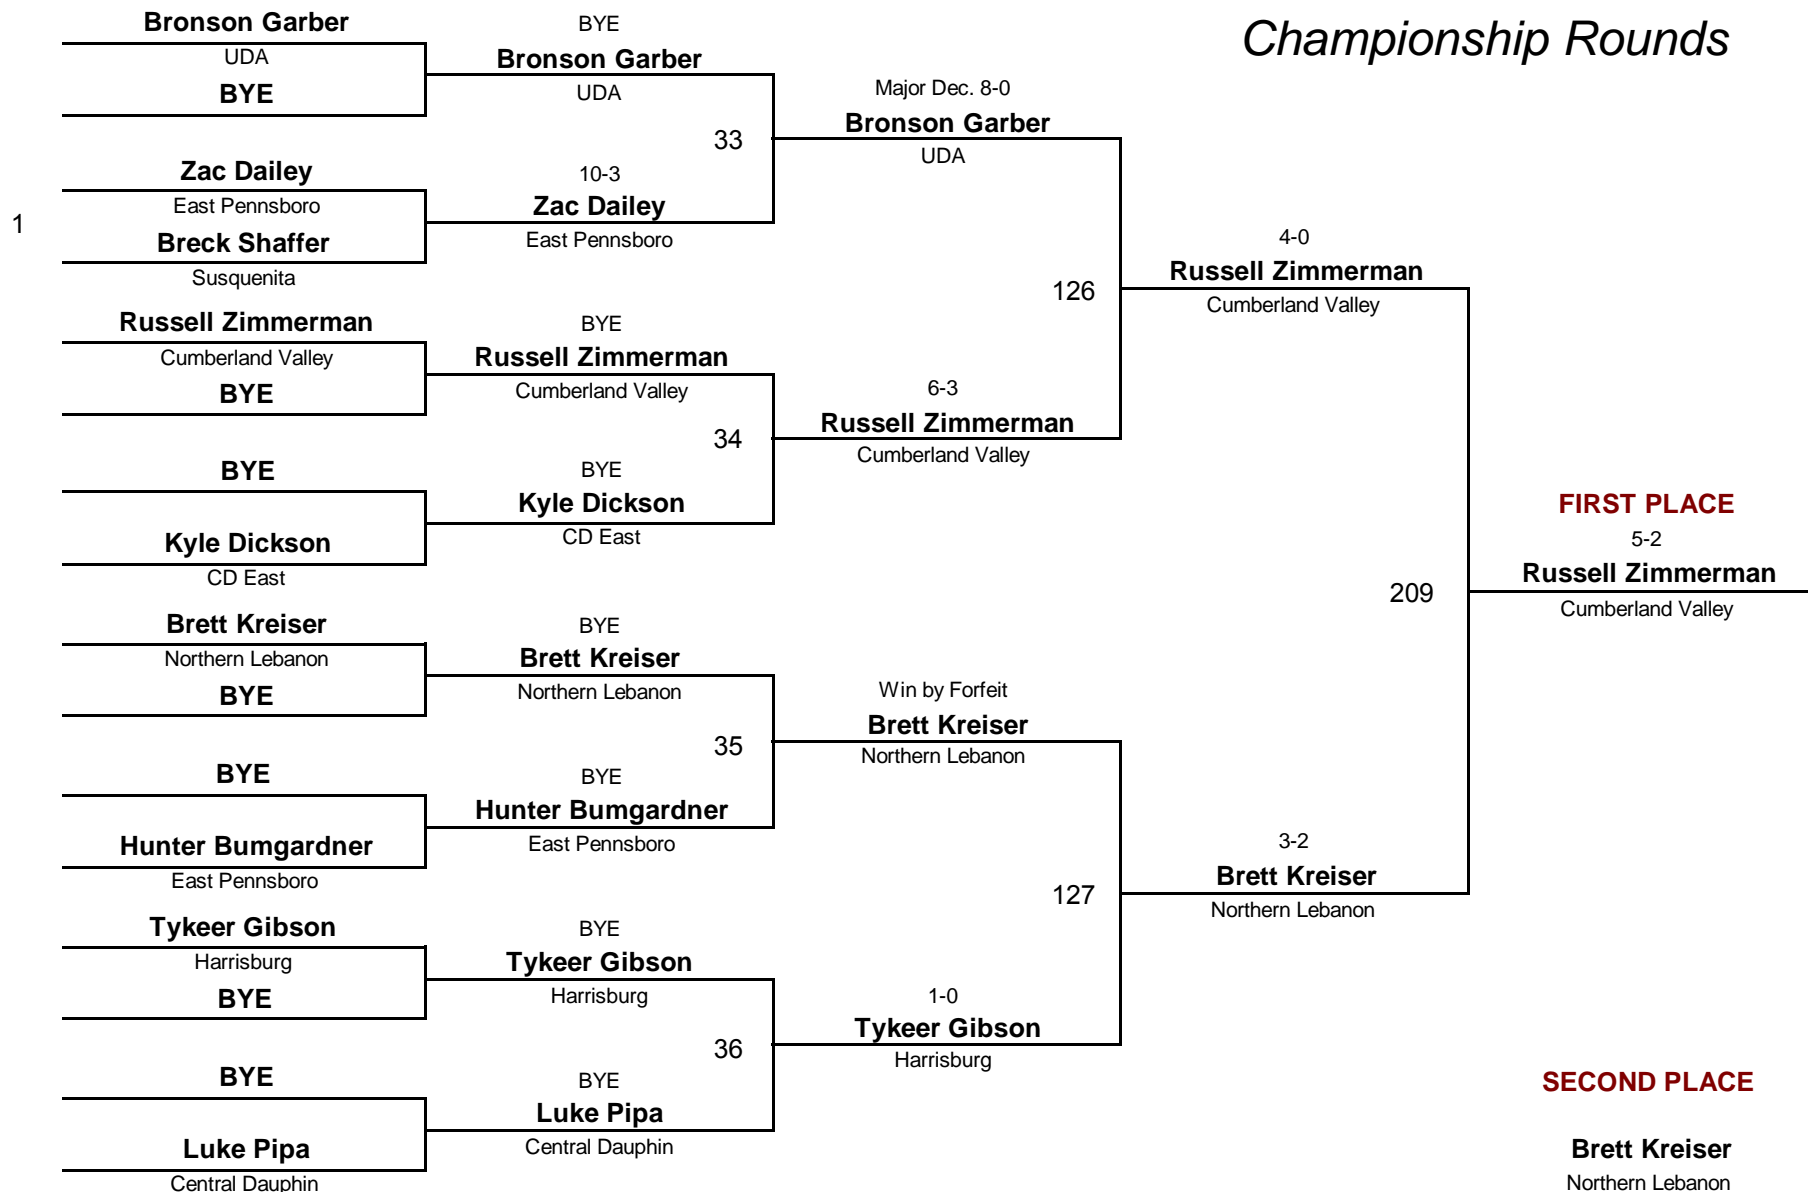 Championship Rounds
Bronson Garber
UDA
BYE
1
Zac Dailey
East Pennsboro
Breck Shaffer
Susquenita
Russell Zimmerman
Cumberland Valley
BYE
BYE
Kyle Dickson
CD East
Brett Kreiser
Northern Lebanon
BYE
BYE
Hunter Bumgardner
East Pennsboro
Tykeer Gibson
Harrisburg
BYE
BYE
Luke Pipa
Central Dauphin
BYE
Bronson Garber
UDA
33
10-3
Zac Dailey
East Pennsboro
BYE
Russell Zimmerman
Cumberland Valley
34
BYE
Kyle Dickson
CD East
BYE
Brett Kreiser
Northern Lebanon
35
BYE
Hunter Bumgardner
East Pennsboro
BYE
Tykeer Gibson
Harrisburg
36
BYE
Luke Pipa
Central Dauphin
Major Dec. 8-0
Bronson Garber
UDA
126
6-3
Russell Zimmerman
Cumberland Valley
Win by Forfeit
Brett Kreiser
Northern Lebanon
127
1-0
Tykeer Gibson
Harrisburg
4-0
Russell Zimmerman
Cumberland Valley
209
3-2
Brett Kreiser
Northern Lebanon
FIRST PLACE
5-2
Russell Zimmerman
Cumberland Valley
SECOND PLACE
Brett Kreiser
Northern Lebanon